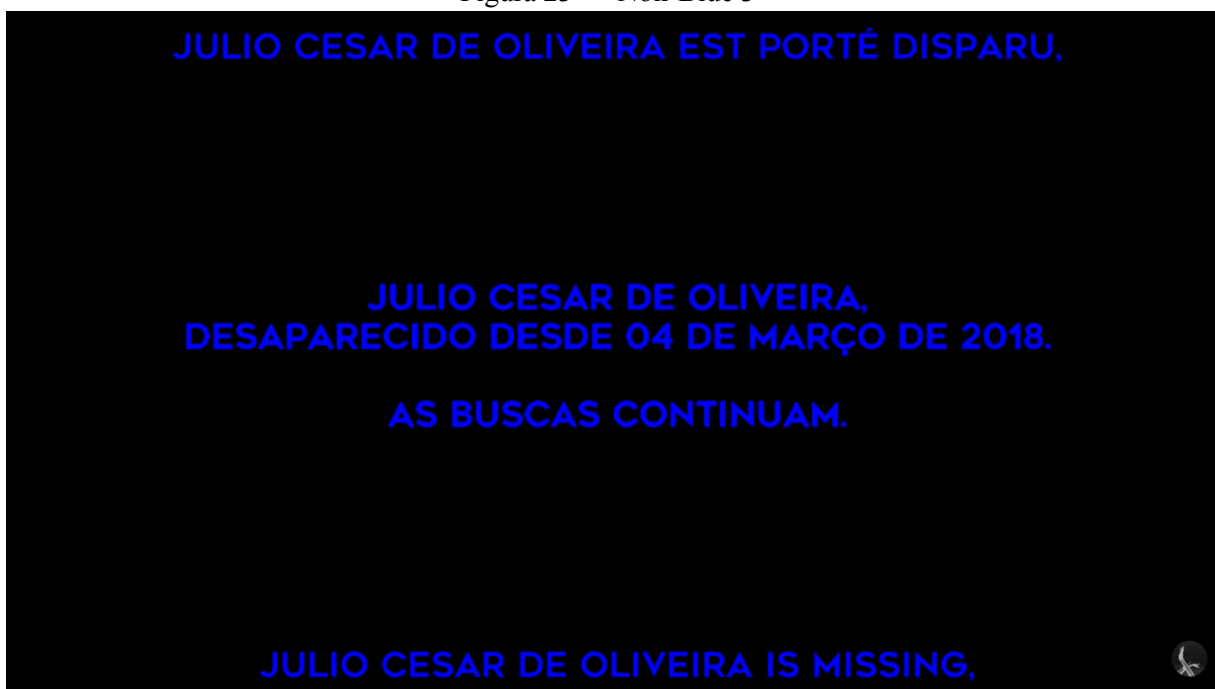 JULIO CESAR DE OLIVEIRA EST PORTÉ DISPARU,
JULIO CESAR DE OLIVEIRA,
DESAPARECIDO DESDE 04 DE MARÇO DE 2018.
AS BUSCAS CONTINUAM.
JULIO CESAR DE OLIVEIRA IS MISSING,